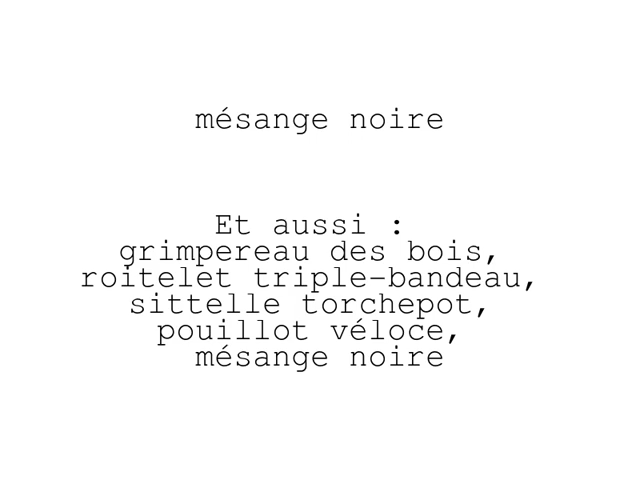 mésange noire
Et aussi :
grimpereau des bois,
roitelet triple-bandeau,
sittelle torchepot,
pouillot véloce,
mésange noire